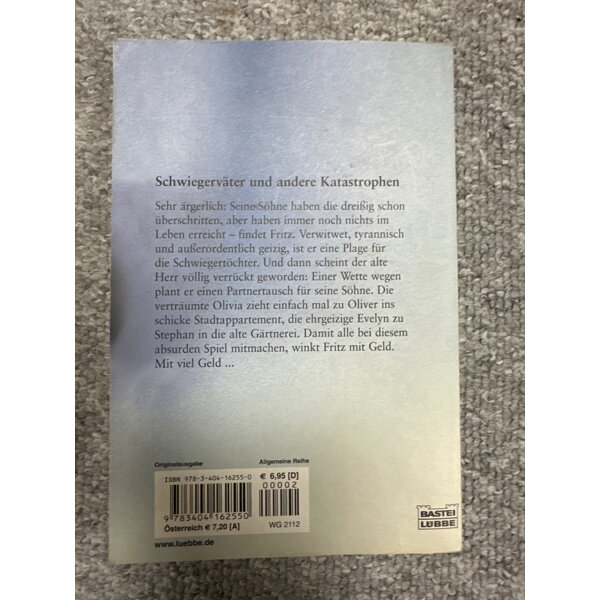 Schwiegerväter und andere Katastrophen
Sehr ärgerlich: Seine Söhne haben die dreißig schon
überschritten, aber haben immer noch nichts im
Leben erreicht – findet Fritz. Verwitwet, tyrannisch
und außerordentlich geizig, ist er eine Plage für
die Schwiegertöchter. Und dann scheint der alte
Herr völlig verrückt geworden: Einer Wette wegen
plant er einen Partnertausch für seine Söhne. Die
verträumte Olivia zieht einfach mal zu Oliver ins
schicke Stadtappartement, die ehrgeizige Evelyn zu
Stephan in die alte Gärtnerei. Damit alle bei diesem
absurden Spiel mitmachen, winkt Fritz mit Geld.
Mit viel Geld ...
Originalausgabe Allgemeine Reihe
ISBN 978-3-404-16255-0 € 6,95 [D]
00002
9 783404 162550
Österreich € 7,20 [A] WG 2112
www.luebbe.de
BASTEI
LÜBBE